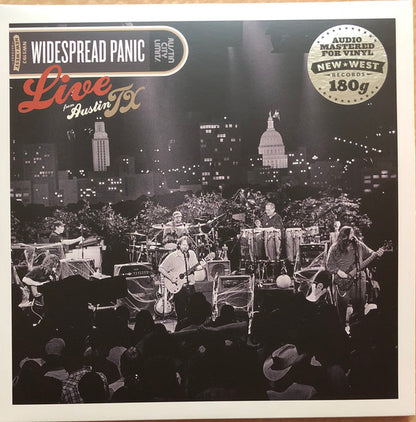 WIDESPREAD PANIC
AUSTIN
CITY
LIMITS
Live
from Austin TX
AUDIO
MASTERED
FOR VINYL
NEW ★ WEST
RECORDS
180g